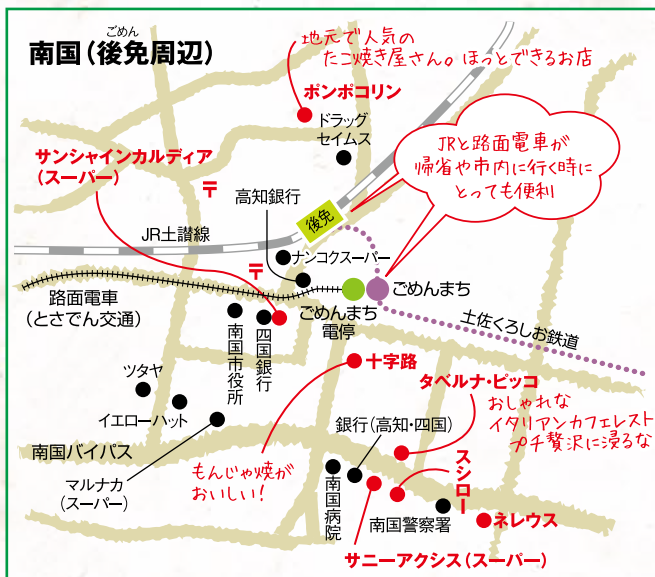 ごめん
南国(後免周辺)
地元で人気の
たこ焼き屋さん。ほっとできるお店
ポンポコリン
ドラッグ
セイムス
JRと路面電車が
帰省や市内に行く時に
とっても便利
サンシャインカルディア
(スーパー)
〒
高知銀行
後免
JR土讃線
ナンコクスーパー
〒
路面電車
(とさでん交通)
ごめんまち
ごめんまち
電停
土佐くろしお鉄道
南国市役所
四国銀行
十字路
ツタヤ
イエローハット
タベルナ・ピッコ
おしゃれな
イタリアンカフェレスト
プチ贅沢に浸るな
銀行(高知・四国)
南国バイパス
マルナカ
(スーパー)
もんじゃ焼が
おいしい!
南国病院
スシロー
南国警察署
ネレウス
サニーアクシス(スーパー)